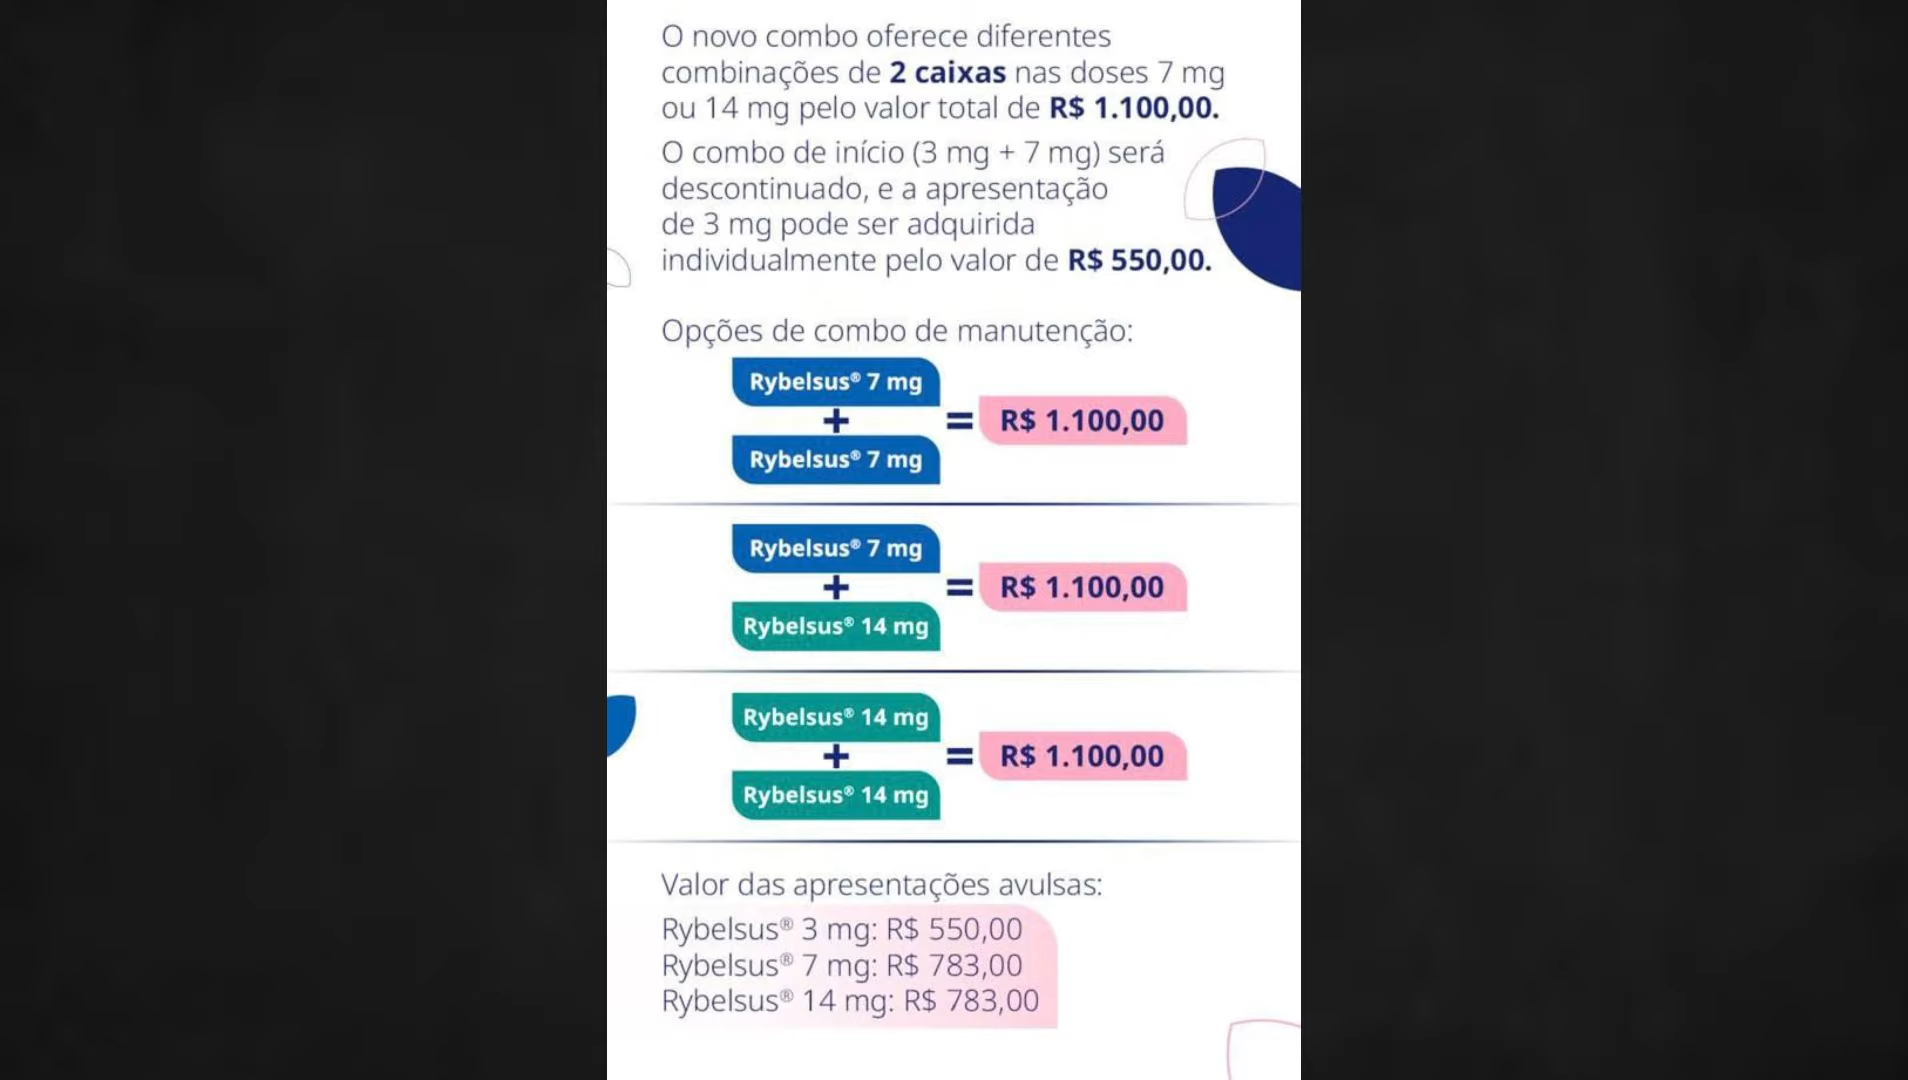 O novo combo oferece diferentes
combinações de 2 caixas nas doses 7 mg
ou 14 mg pelo valor total de R$ 1.100,00.
O combo de início (3 mg + 7 mg) será
descontinuado, e a apresentação
de 3 mg pode ser adquirida
individualmente pelo valor de R$ 550,00.
Opções de combo de manutenção:
Rybelsus® 7 mg
+
Rybelsus® 7 mg
= R$ 1.100,00
Rybelsus® 7 mg
+
Rybelsus® 14 mg
= R$ 1.100,00
Rybelsus® 14 mg
+
Rybelsus® 14 mg
= R$ 1.100,00
Valor das apresentações avulsas:
Rybelsus® 3 mg: R$ 550,00
Rybelsus® 7 mg: R$ 783,00
Rybelsus® 14 mg: R$ 783,00